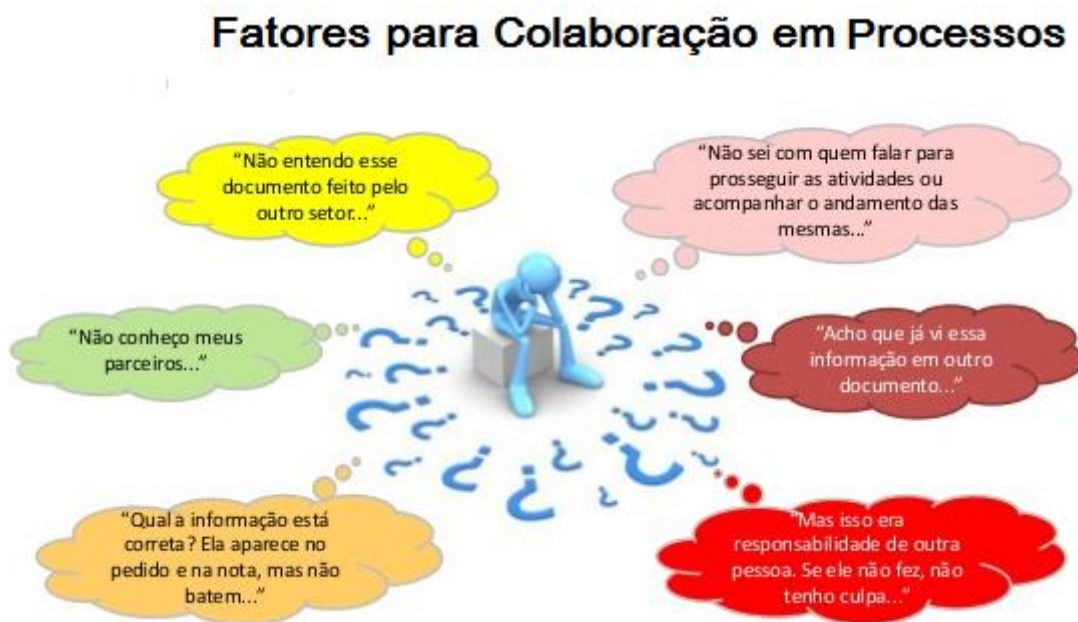 Fatores para Colaboração em Processos
“Não entendo esse
documento feito pelo
outro setor...”
“Não sei com quem falar para
prosseguir as atividades ou
acompanhar o andamento das
mesmas...”
“Não conheço meus
parceiros...”
“Acho que já vi essa
informação em outro
documento...”
“Qual a informação está
correta? Ela aparece no
pedido e na nota, mas não
batem...”
“Mas isso era
responsabilidade de outra
pessoa. Se ele não fez, não
tenho culpa...”